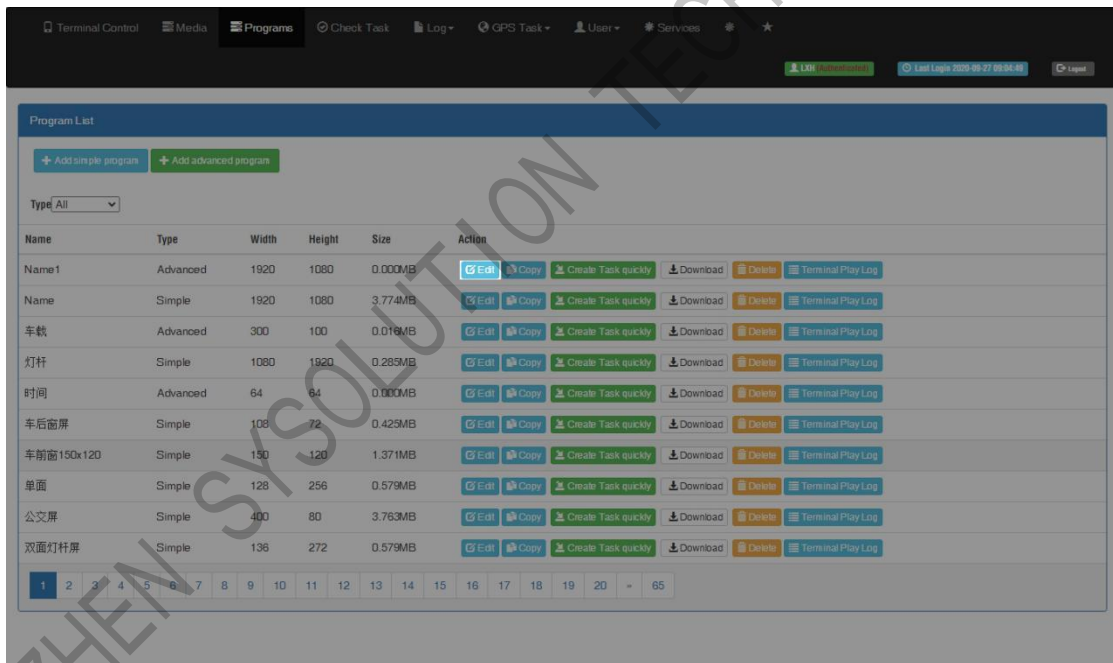 Terminal Control Media Programs Check Task Log GPS Task User Services
LXH (Authenticated) Last Login 2020-09-27 09:04:49 Logout
Program List
Add simple program Add advanced program
Type All
Name Type Width Height Size Action
Name1 Advanced 1920 1080 0.000MB Edit Copy Create Task quickly Download Delete Terminal Play Log
Name Simple 1920 1080 3.774MB Edit Copy Create Task quickly Download Delete Terminal Play Log
车载 Advanced 300 100 0.016MB Edit Copy Create Task quickly Download Delete Terminal Play Log
灯杆 Simple 1080 1920 0.285MB Edit Copy Create Task quickly Download Delete Terminal Play Log
时间 Advanced 64 64 0.000MB Edit Copy Create Task quickly Download Delete Terminal Play Log
车后窗屏 Simple 108 72 0.425MB Edit Copy Create Task quickly Download Delete Terminal Play Log
车前窗150x120 Simple 150 120 1.371MB Edit Copy Create Task quickly Download Delete Terminal Play Log
单面 Simple 128 256 0.579MB Edit Copy Create Task quickly Download Delete Terminal Play Log
公交屏 Simple 400 80 3.763MB Edit Copy Create Task quickly Download Delete Terminal Play Log
双面灯杆屏 Simple 136 272 0.579MB Edit Copy Create Task quickly Download Delete Terminal Play Log
1 2 3 4 5 6 7 8 9 10 11 12 13 14 15 16 17 18 19 20 » 65
ZHEN SYSOLUTION TECH